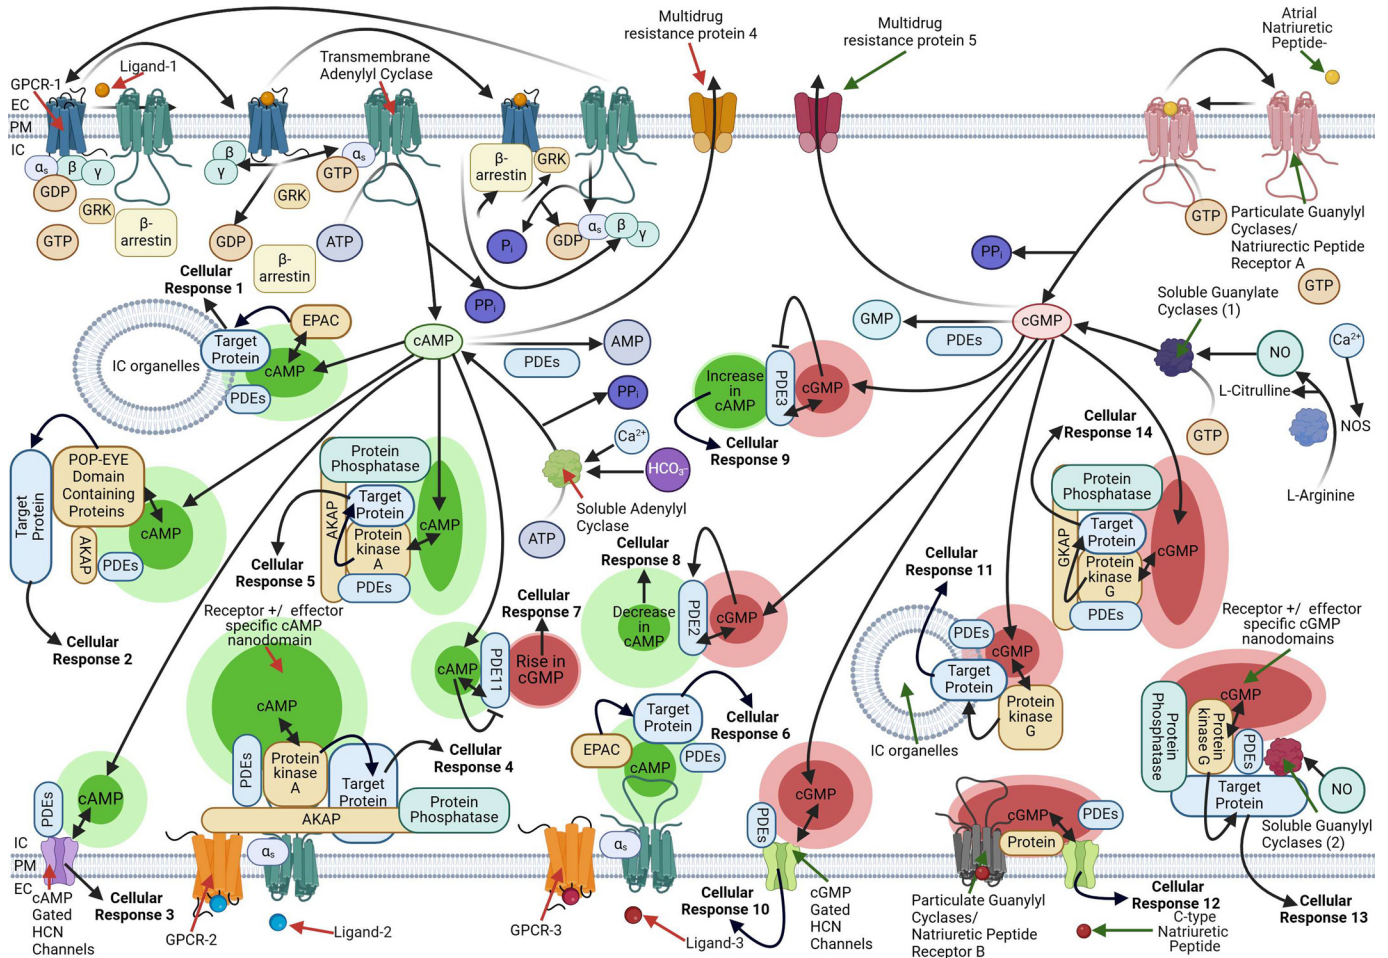 Multidrug
resistance protein 4
Multidrug
resistance protein 5
Atrial
Natriuretic
Peptide-
Ligand-1
Transmembrane
Adenylyl Cyclase
GPCR-1
EC
PM
IC
αs
β
γ
GDP
GTP
GRK
β-
arrestin
β
γ
GDP
GRK
β-
arrestin
GTP
αs
ATP
β-
arrestin
GRK
Pi
GDP
αs
β
γ
PPi
GTP
Particulate Guanylyl
Cyclases/
Natriurectic Peptide
Receptor A
GTP
PPi
Cellular
Response 1
EPAC
Target
Protein
cAMP
PDEs
IC organelles
cAMP
PDEs
AMP
PPi
Ca2+
HCO3−
Soluble Adenylyl
Cyclase
ATP
GMP
PDEs
cGMP
Soluble Guanylate
Cyclases (1)
NO
Ca2+
L-Citrulline
NOS
GTP
L-Arginine
Increase
in
cAMP
PDE3
cGMP
Cellular
Response 9
Cellular
Response 14
Target
Protein
POP-EYE
Domain
Containing
Proteins
AKAP
PDEs
cAMP
Cellular
Response 2
Protein
Phosphatase
AKAP
Target
Protein
Protein
kinase
A
PDEs
cAMP
Cellular
Response 5
Protein
Phosphatase
GKAP
Target
Protein
Protein
kinase
G
PDEs
cGMP
Cellular
Response 8
Decrease
in
cAMP
PDE2
cGMP
Cellular
Response 11
PDEs
cGMP
Target
Protein
Protein
kinase
G
IC organelles
Receptor +/ effector
specific cAMP
nanodomain
cAMP
Cellular
Response 7
cAMP
PDE11
Rise in
cGMP
Receptor +/ effector
specific cGMP
nanodomains
cGMP
Protein
Phosphatase
Protein
kinase G
PDEs
Target
Protein
NO
Soluble Guanylyl
Cyclases (2)
Cellular
Response 13
PDEs
cAMP
IC
PM
EC
cAMP
Gated
HCN
Channels
Cellular
Response 3
PDEs
Protein
kinase
A
Target
Protein
AKAP
Protein
Phosphatase
Cellular
Response 4
αs
GPCR-2
Ligand-2
EPAC
Target
Protein
cAMP
PDEs
Cellular
Response 6
αs
GPCR-3
Ligand-3
PDEs
cGMP
Cellular
Response 10
cGMP
Gated
HCN
Channels
cGMP
Protein
PDEs
Particulate Guanylyl
Cyclases/
Natriuretic Peptide
Receptor B
Cellular
Response 12
C-type
Natriuretic
Peptide